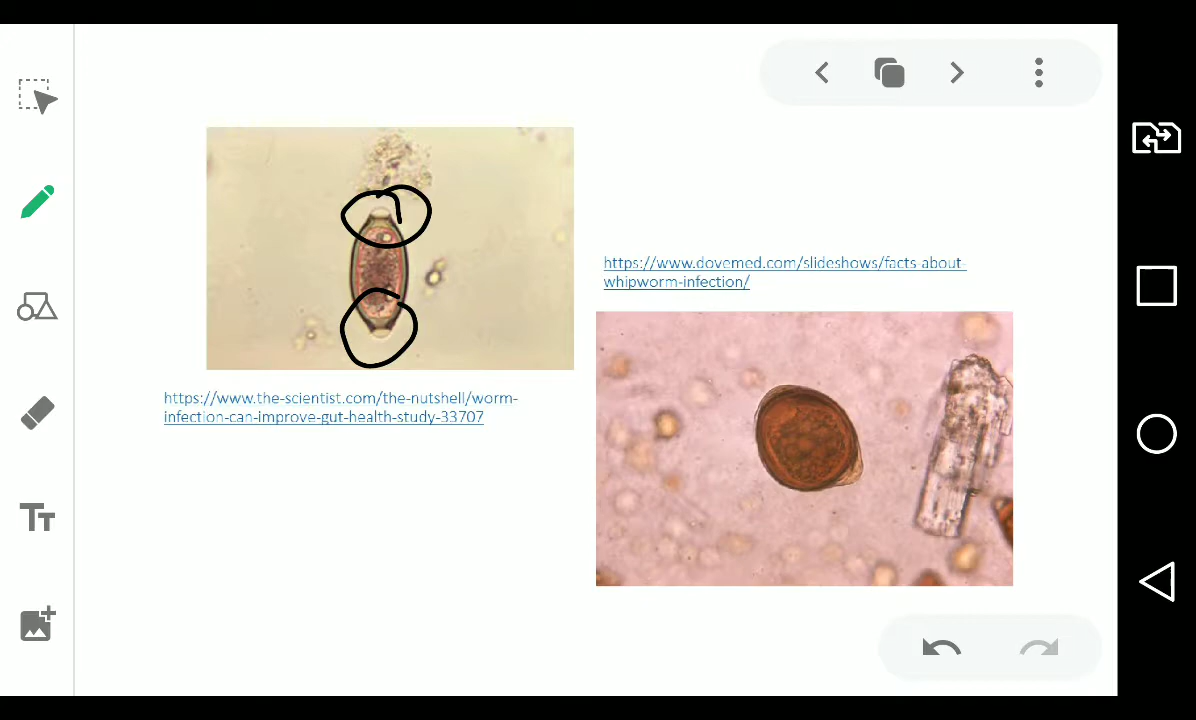 https://www.dovemed.com/slideshows/facts-about-
whipworm-infection/
https://www.the-scientist.com/the-nutshell/worm-
infection-can-improve-gut-health-study-33707
TT